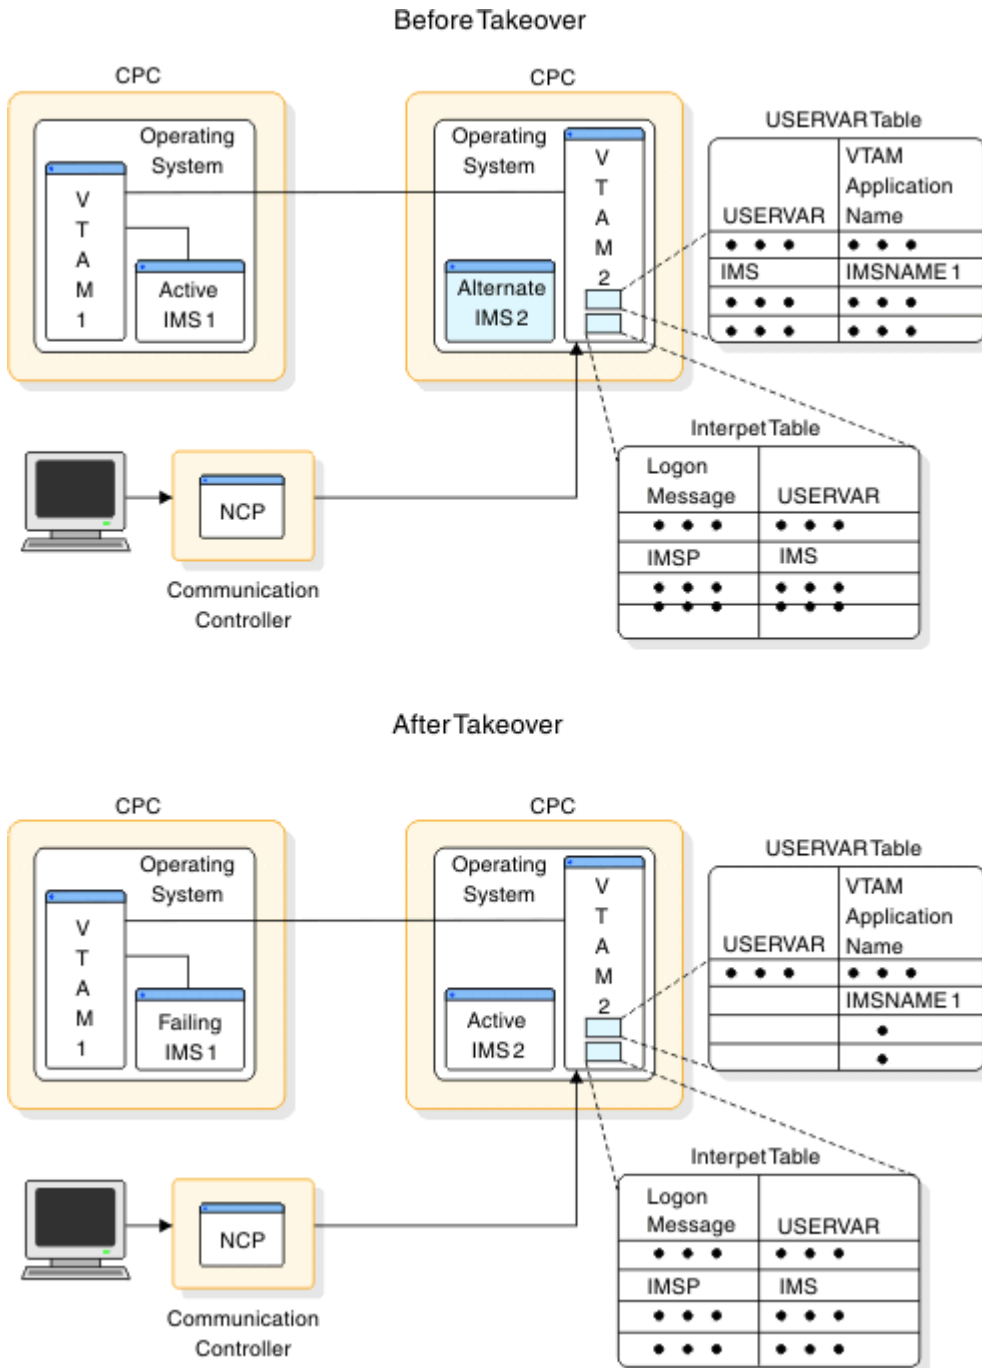 Before Takeover
CPC
CPC
Operating
System
V
T
A
M
1
Active
IMS 1
Operating
System
Alternate
IMS 2
V
T
A
M
2
USERVAR Table
VTAM
Application
USERVAR Name
IMS IMSNAME 1
Interpet Table
Logon
Message USERVAR
IMSP IMS
NCP
Communication
Controller
After Takeover
CPC
CPC
Operating
System
V
T
A
M
1
Failing
IMS 1
Operating
System
Active
IMS 2
V
T
A
M
2
USERVAR Table
VTAM
Application
USERVAR Name
IMSNAME 1
Interpet Table
Logon
Message USERVAR
IMSP IMS
NCP
Communication
Controller